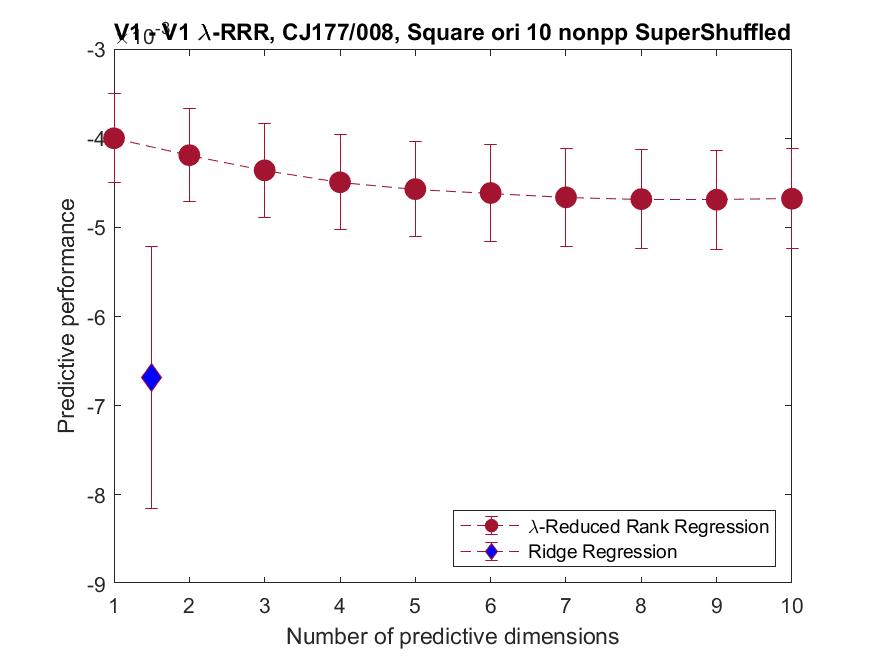 V1 - V1 λ-RRR, CJ177/008, Square ori 10 nonpp SuperShuffled
×10⁻³
-3
-4
-5
-6
-7
-8
-9
Predictive performance
λ-Reduced Rank Regression
Ridge Regression
1 2 3 4 5 6 7 8 9 10
Number of predictive dimensions